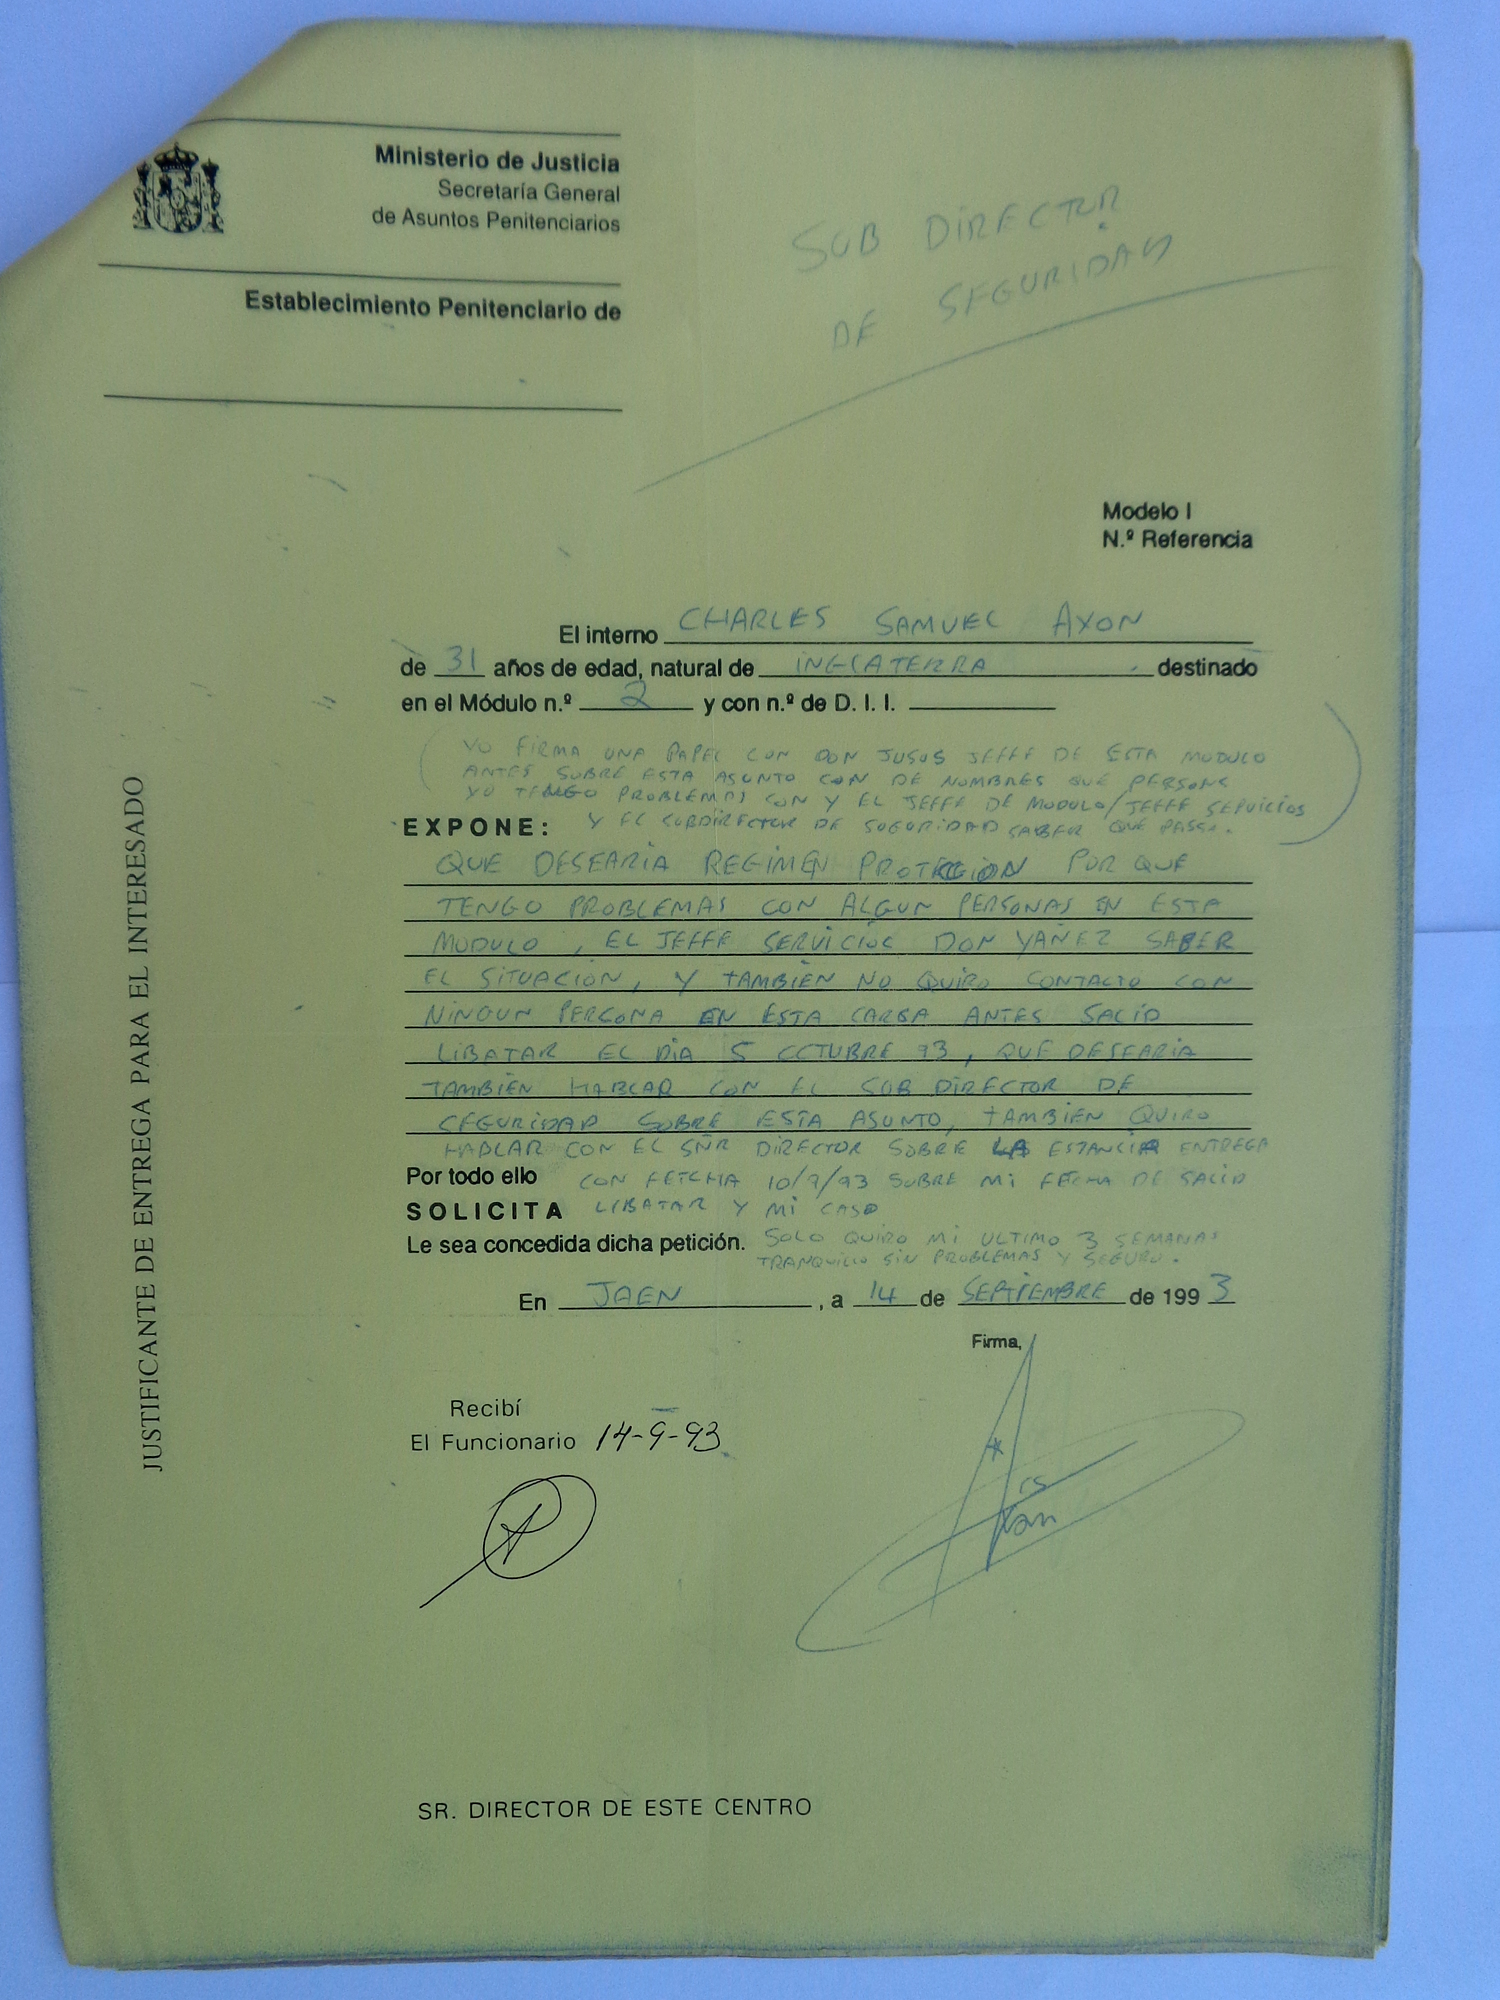 Ministerio de Justicia
Secretaría General
de Asuntos Penitenciarios
Establecimiento Penitenciario de
SUB DIRECTOR
DE SEGURIDAD
Modelo I
N.º Referencia
El interno CHARLES SAMUEL AXON
de 31 años de edad, natural de INGLATERRA destinado
en el Módulo n.º 2 y con n.º de D. I. I.
YO FIRMA UNA PAPEL CON DON JUSUS JEFFE DE ESTA MODULO
ANTES SOBRE ESTA ASUNTO CON DE NOMBRES QUE PERSONS
YO TENGO PROBLEMAS CON Y EL JEFFE DE MODULO/JEFFE SERVICIOS
EXPONE: Y EL SUBDIRECTOR DE SOGURIDAD SABER QUE PASSA.
QUE DESEARIA REGIMEN PROTECCION POR QUE
TENGO PROBLEMAS CON ALGUN PERSONAS EN ESTA
MODULO, EL JEFFE SERVICIOS DON YAÑEZ SABER
EL SITUACION, Y TAMBIEN NO QUIRO CONTACTO CON
NINGUN PERSONA EN ESTA CARSA ANTES SALID
LIBATAR EL DIA 5 OCTUBRE 93, QUE DESEARIA
TAMBIEN HABLAR CON EL SUB DIRECTOR DE
SEGURIDAD SOBRE ESTA ASUNTO, TAMBIEN QUIRO
HABLAR CON EL SÑR DIRECTOR SOBRE LA ESTANCIA ENTREGA
Por todo ello CON FETCHA 10/9/93 SOBRE MI FECHA DE SALID
SOLICITA LIBATAR Y MI CASO
Le sea concedida dicha petición. SOLO QUIRO MI ULTIMO 3 SEMANAS
TRANQUILLO SIN PROBLEMAS Y SEGURO.
En JAEN, a 14 de SEPTIEMBRE de 1993
Firma,
Recibí
El Funcionario 14-9-93
Axon
SR. DIRECTOR DE ESTE CENTRO
JUSTIFICANTE DE ENTREGA PARA EL INTERESADO